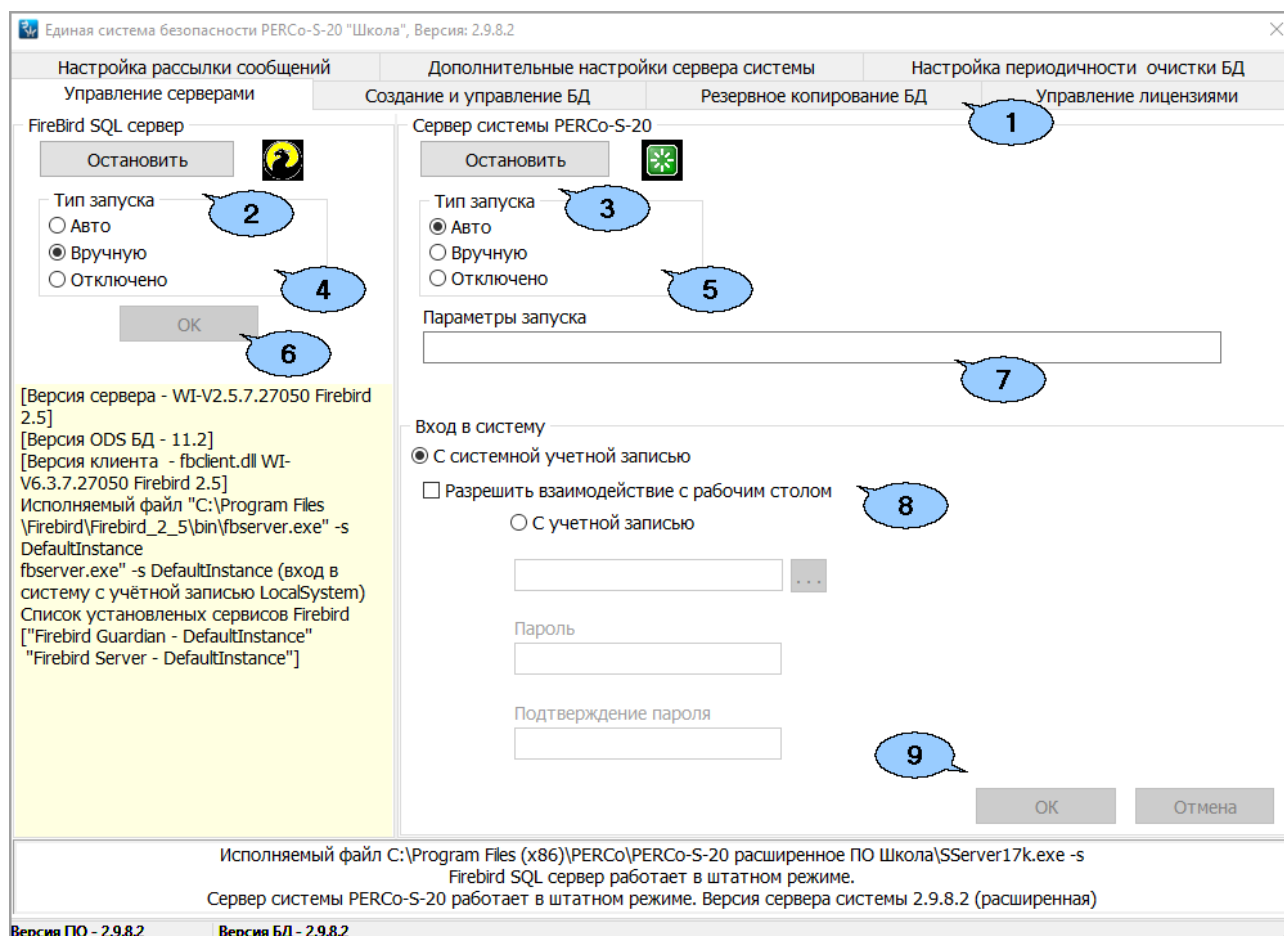 Единая система безопасности PERCo-S-20 "Школа", Версия: 2.9.8.2
Настройка рассылки сообщений
Дополнительные настройки сервера системы
Настройка периодичности очистки БД
Управление серверами
Создание и управление БД
Резервное копирование БД
Управление лицензиями
1
FireBird SQL сервер
Остановить
2
Тип запуска
Авто
Вручную
Отключено
4
ОК
6
[Версия сервера - WI-V2.5.7.27050 Firebird
2.5]
[Версия ODS БД - 11.2]
[Версия клиента - fbclient.dll WI-
V6.3.7.27050 Firebird 2.5]
Исполняемый файл "C:\Program Files
\Firebird\Firebird_2_5\bin\fbserver.exe" -s
DefaultInstance
fbserver.exe" -s DefaultInstance (вход в
систему с учётной записью LocalSystem)
Список установленых сервисов Firebird
["Firebird Guardian - DefaultInstance"
"Firebird Server - DefaultInstance"]
Сервер системы PERCo-S-20
Остановить
3
Тип запуска
Авто
Вручную
Отключено
5
Параметры запуска
7
Вход в систему
С системной учетной записью
Разрешить взаимодействие с рабочим столом
8
С учетной записью
...
Пароль
Подтверждение пароля
9
ОК
Отмена
Исполняемый файл C:\Program Files (x86)\PERCo\PERCo-S-20 расширенное ПО Школа\SServer17k.exe -s
Firebird SQL сервер работает в штатном режиме.
Сервер системы PERCo-S-20 работает в штатном режиме. Версия сервера системы 2.9.8.2 (расширенная)
Версия ПО - 2.9.8.2
Версия БД - 2.9.8.2